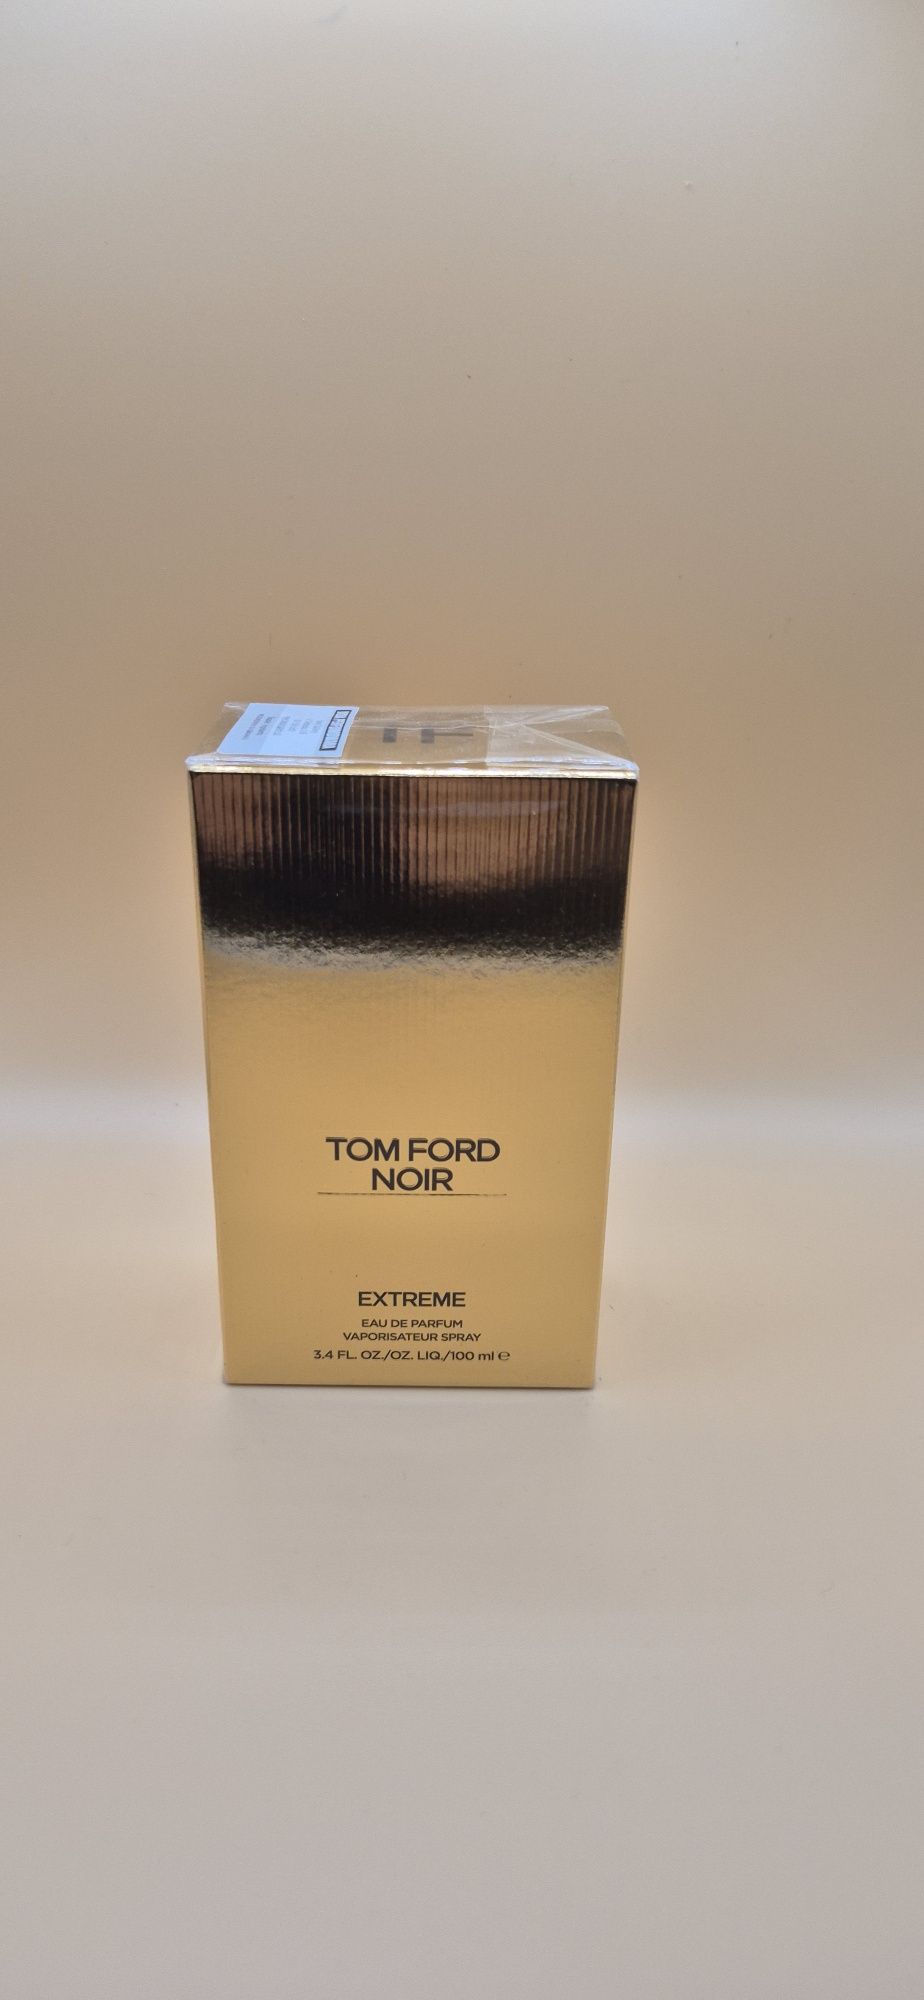 TOM FORD
NOIR
EXTREME
EAU DE PARFUM
VAPORISATEUR SPRAY
3.4 FL. OZ./OZ. LIQ./100 ml ℮